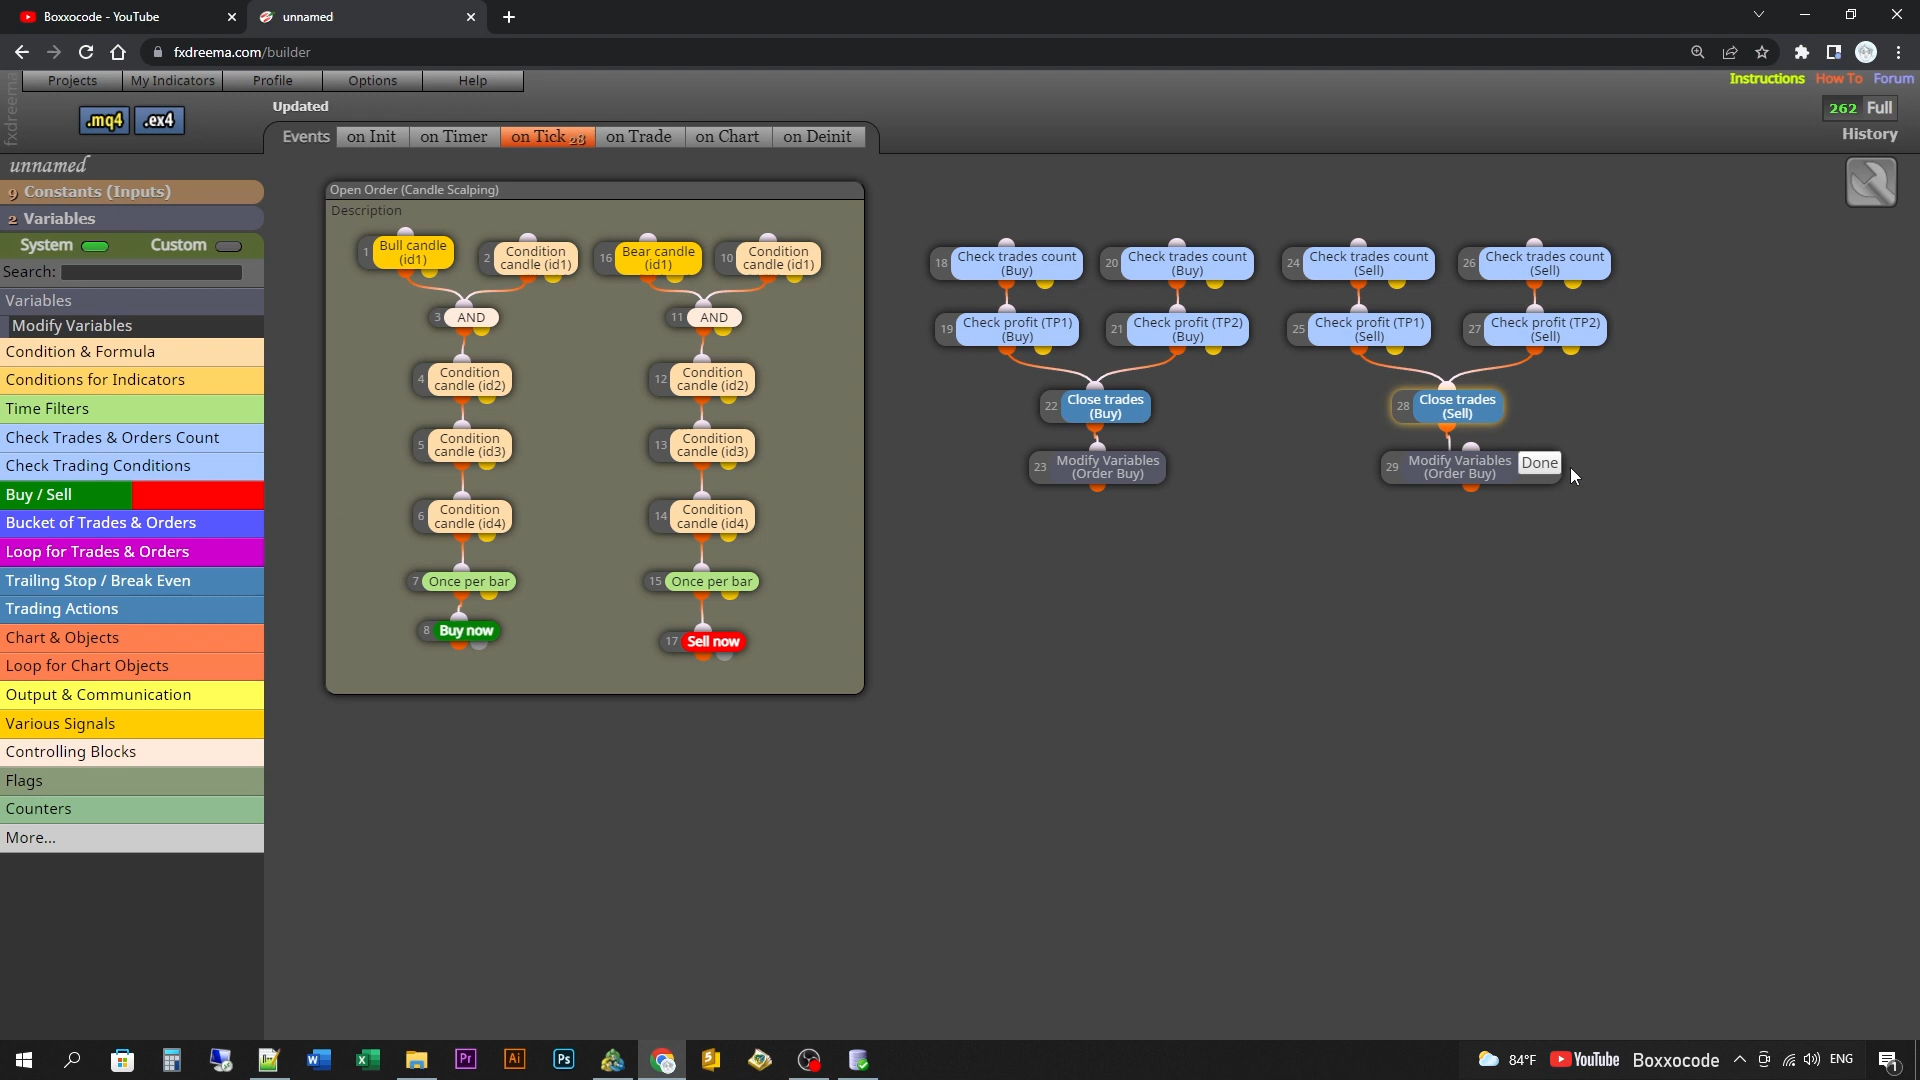 Boxxocode - YouTube
unnamed
fxdreema.com/builder
Projects
My Indicators
Profile
Options
Help
Instructions
How To
Forum
fxdreema
.mq4
.ex4
Updated
262 Full
Events
on Init
on Timer
on Tick 28
on Trade
on Chart
on Deinit
History
unnamed
9 Constants (Inputs)
2 Variables
System
Custom
Search:
Variables
Modify Variables
Condition & Formula
Conditions for Indicators
Time Filters
Check Trades & Orders Count
Check Trading Conditions
Buy / Sell
Bucket of Trades & Orders
Loop for Trades & Orders
Trailing Stop / Break Even
Trading Actions
Chart & Objects
Loop for Chart Objects
Output & Communication
Various Signals
Controlling Blocks
Flags
Counters
More...
Open Order (Candle Scalping)
Description
1 Bull candle
(id1)
2 Condition
candle (id1)
16 Bear candle
(id1)
10 Condition
candle (id1)
3 AND
11 AND
4 Condition
candle (id2)
12 Condition
candle (id2)
5 Condition
candle (id3)
13 Condition
candle (id3)
6 Condition
candle (id4)
14 Condition
candle (id4)
7 Once per bar
15 Once per bar
8 Buy now
17 Sell now
18 Check trades count
(Buy)
20 Check trades count
(Buy)
24 Check trades count
(Sell)
26 Check trades count
(Sell)
19 Check profit (TP1)
(Buy)
21 Check profit (TP2)
(Buy)
25 Check profit (TP1)
(Sell)
27 Check profit (TP2)
(Sell)
22 Close trades
(Buy)
28 Close trades
(Sell)
23 Modify Variables
(Order Buy)
29 Modify Variables
(Order Buy)
Done
84°F
YouTube
Boxxocode
ENG
1